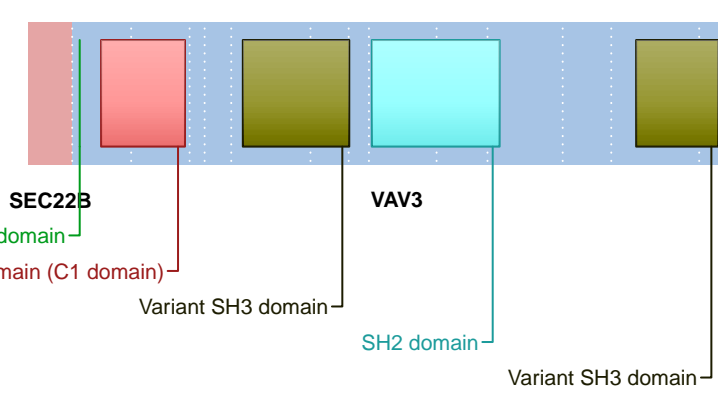 SEC22B VAV3
domain
main (C1 domain)
Variant SH3 domain
SH2 domain
Variant SH3 domain